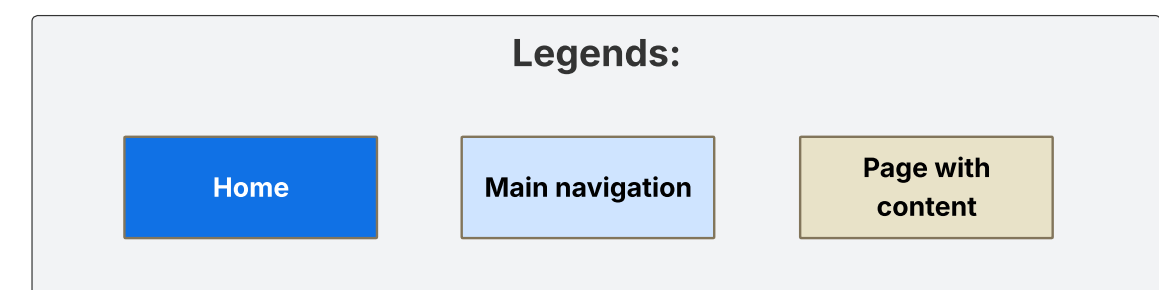 Legends:
Home
Main navigation
Page with
content